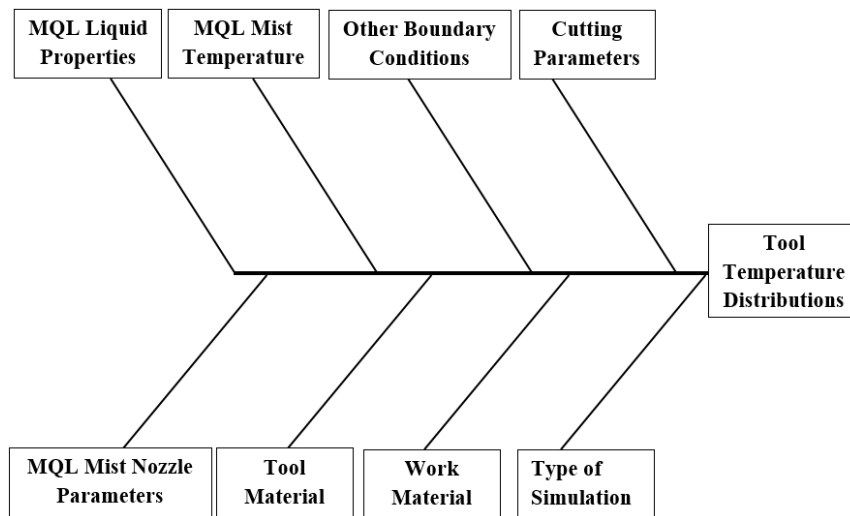 MQL Liquid
Properties
MQL Mist
Temperature
Other Boundary
Conditions
Cutting
Parameters
Tool
Temperature
Distributions
MQL Mist Nozzle
Parameters
Tool
Material
Work
Material
Type of
Simulation